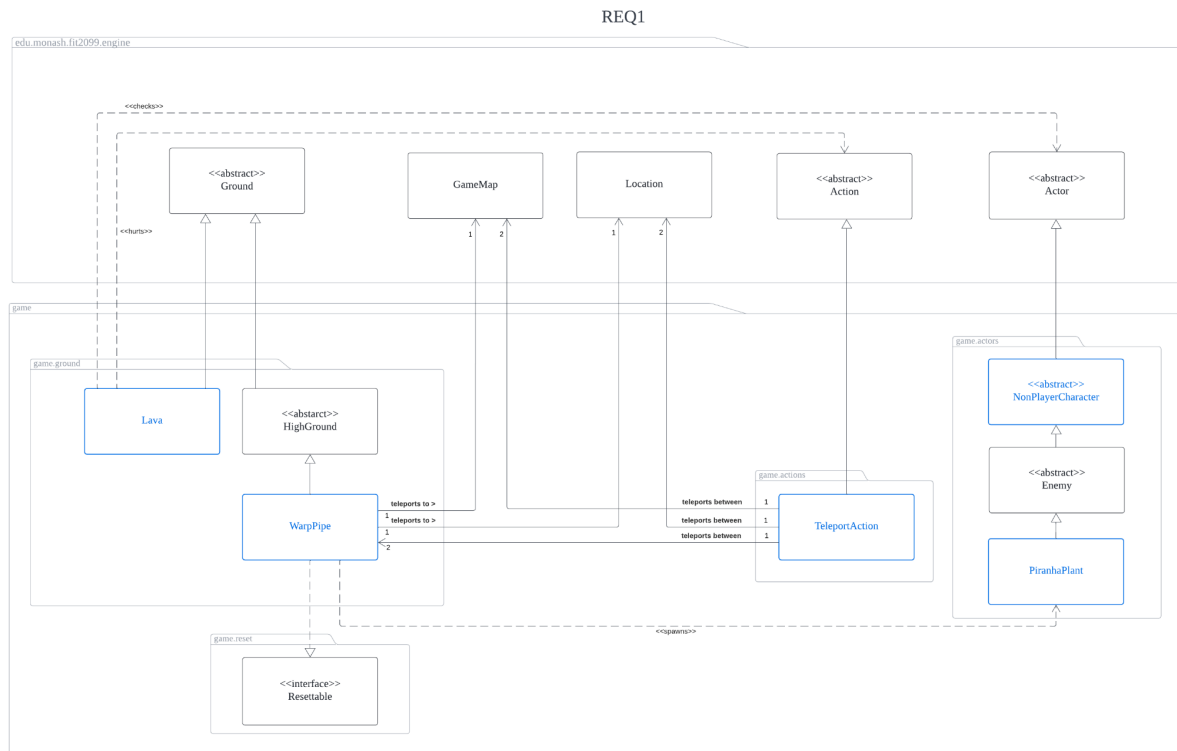 REQ1
edu.monash.fit2099.engine
<<checks>>
<<hurts>>
<<abstract>>
Ground
GameMap
Location
<<abstract>>
Action
<<abstract>>
Actor
1
2
1
2
game
game.ground
Lava
<<abstarct>>
HighGround
WarpPipe
teleports to >
1
teleports to >
1
2
teleports between
1
teleports between
1
teleports between
1
game.actions
TeleportAction
game.actors
<<abstract>>
NonPlayerCharacter
<<abstract>>
Enemy
PiranhaPlant
<<spawns>>
game.reset
<<interface>>
Resettable